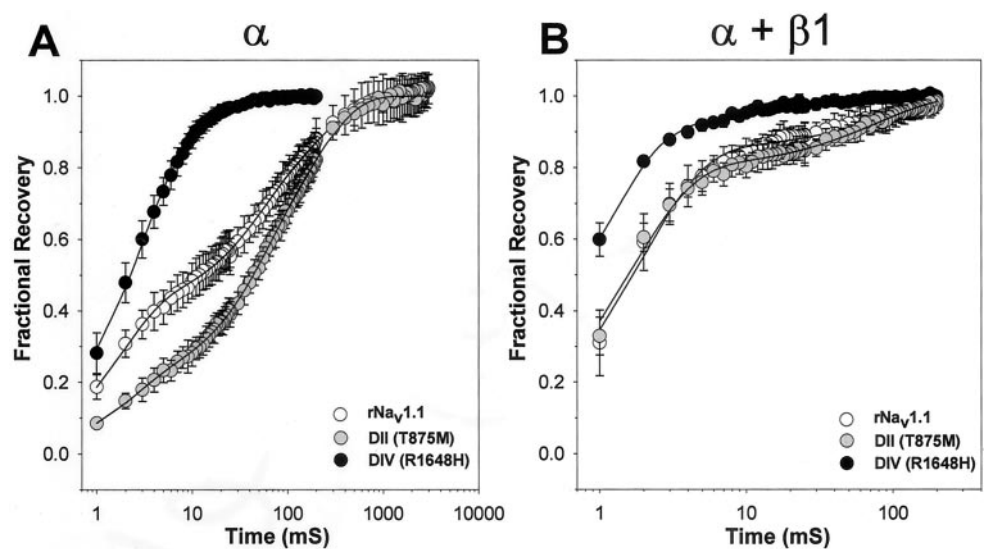 A
α
Fractional Recovery
1.0
0.8
0.6
0.4
0.2
0.0
rNaV1.1
DII (T875M)
DIV (R1648H)
1 10 100 1000 10000
Time (mS)
B
α + β1
Fractional Recovery
1.0
0.8
0.6
0.4
0.2
0.0
rNaV1.1
DII (T875M)
DIV (R1648H)
1 10 100
Time (mS)